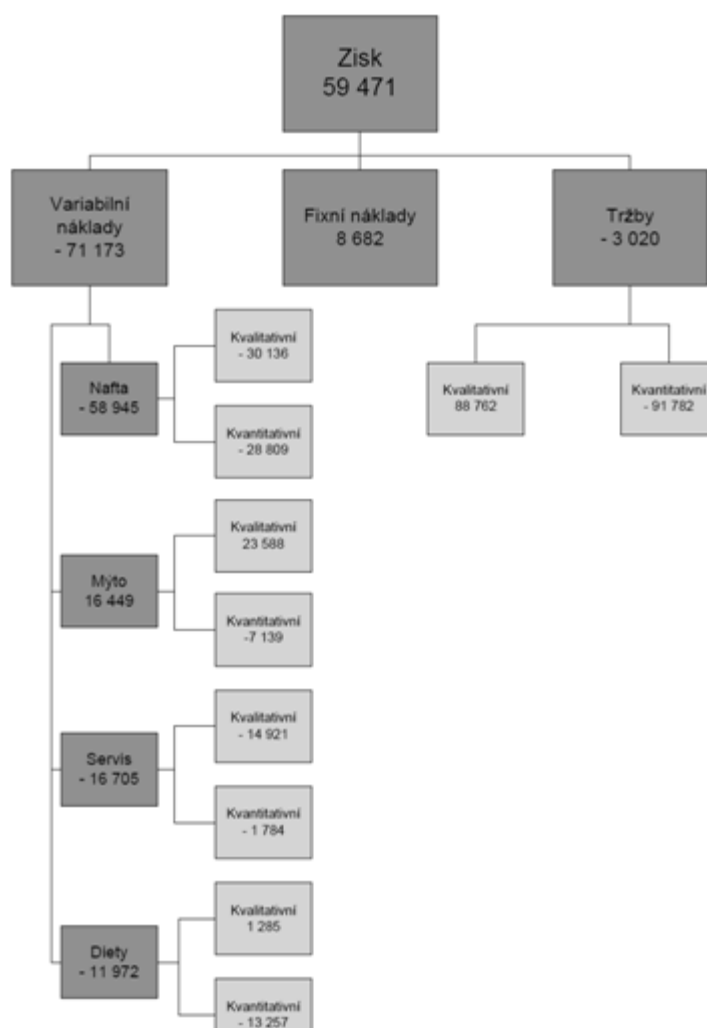 Zisk
59 471
Variabilní
náklady
- 71 173
Fixní náklady
8 682
Tržby
- 3 020
Nafta
- 58 945
Kvalitativní
- 30 136
Kvantitativní
- 28 809
Kvalitativní
88 762
Kvantitativní
- 91 782
Mýto
16 449
Kvalitativní
23 588
Kvantitativní
-7 139
Servis
- 16 705
Kvalitativní
- 14 921
Kvantitativní
- 1 784
Diety
- 11 972
Kvalitativní
1 285
Kvantitativní
- 13 257